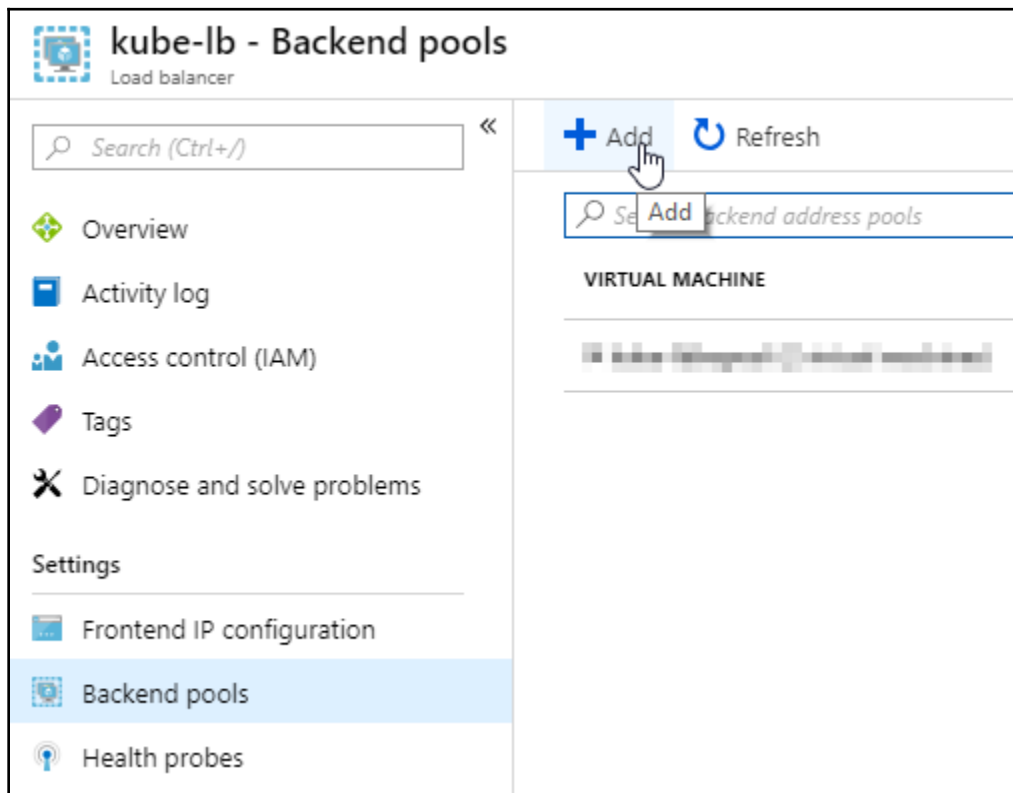 kube-lb - Backend pools
Load balancer
Search (Ctrl+/)
«
Add
Refresh
Add
Se ackend address pools
Overview
Activity log
Access control (IAM)
Tags
Diagnose and solve problems
Settings
Frontend IP configuration
Backend pools
Health probes
VIRTUAL MACHINE